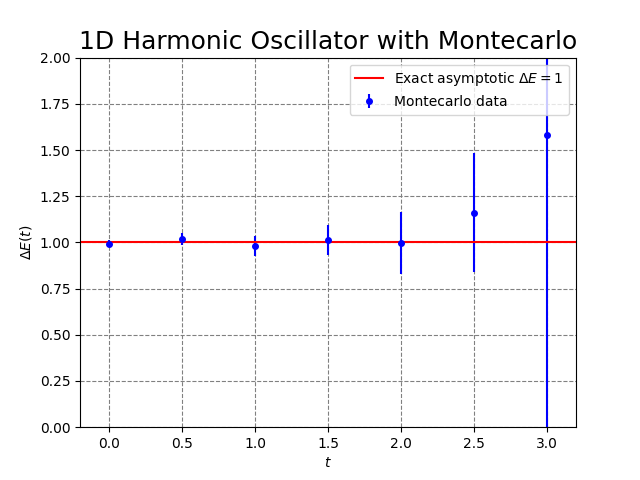 1D Harmonic Oscillator with Montecarlo
Exact asymptotic ΔE = 1
Montecarlo data
ΔE(t)
2.00
1.75
1.50
1.25
1.00
0.75
0.50
0.25
0.00
0.0 0.5 1.0 1.5 2.0 2.5 3.0
t